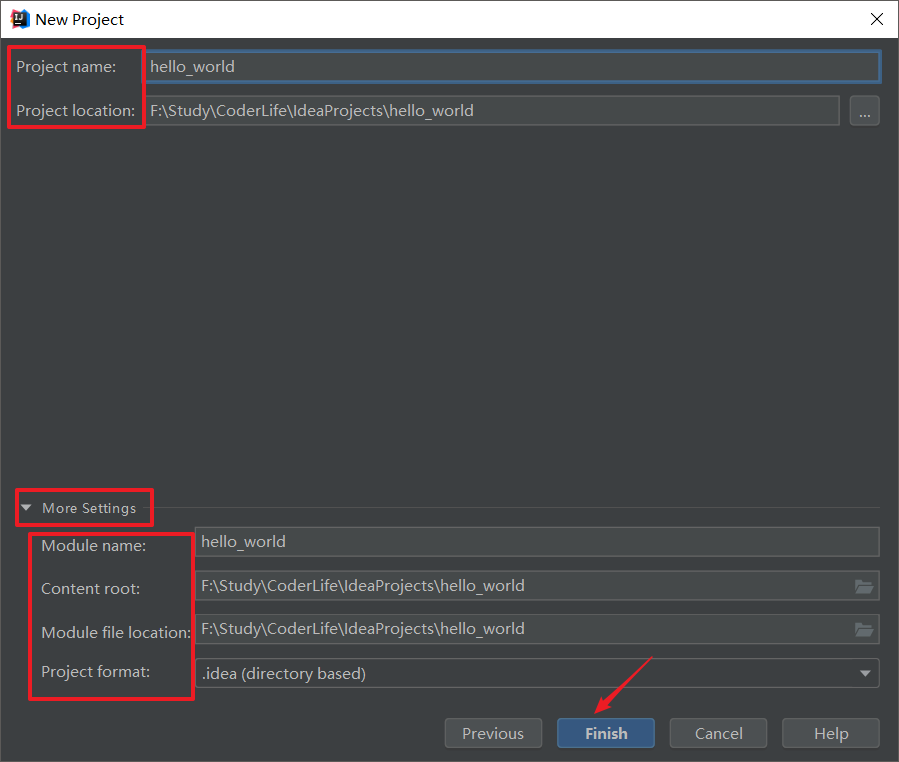 New Project
Project name: hello_world
Project location: F:\Study\CoderLife\IdeaProjects\hello_world ...
More Settings
Module name: hello_world
Content root: F:\Study\CoderLife\IdeaProjects\hello_world
Module file location: F:\Study\CoderLife\IdeaProjects\hello_world
Project format: .idea (directory based)
Previous Finish Cancel Help